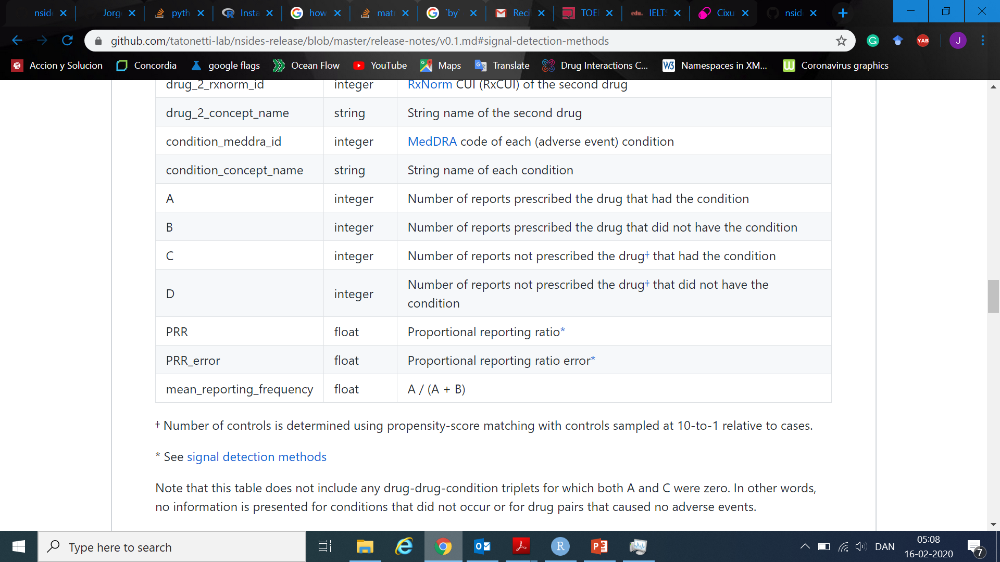 nside
Jorg
pyth
Insta
how
mat
`by`
Reci
TOEI
edu.
IELTS
Cixu
nside
github.com/tatonetti-lab/nsides-release/blob/master/release-notes/v0.1.md#signal-detection-methods
YAB
J
Accion y Solucion
Concordia
google flags
Ocean Flow
YouTube
Maps
Translate
Drug Interactions C...
W3
Namespaces in XM...
Coronavirus graphics
drug_2_rxnorm_id integer RxNorm CUI (RxCUI) of the second drug
drug_2_concept_name string String name of the second drug
condition_meddra_id integer MedDRA code of each (adverse event) condition
condition_concept_name string String name of each condition
A integer Number of reports prescribed the drug that had the condition
B integer Number of reports prescribed the drug that did not have the condition
C integer Number of reports not prescribed the drug† that had the condition
D integer Number of reports not prescribed the drug† that did not have the
condition
PRR float Proportional reporting ratio*
PRR_error float Proportional reporting ratio error*
mean_reporting_frequency float A / (A + B)
† Number of controls is determined using propensity-score matching with controls sampled at 10-to-1 relative to cases.
* See signal detection methods
Note that this table does not include any drug-drug-condition triplets for which both A and C were zero. In other words,
no information is presented for conditions that did not occur or for drug pairs that caused no adverse events.
Type here to search
DAN
05:08
16-02-2020
7